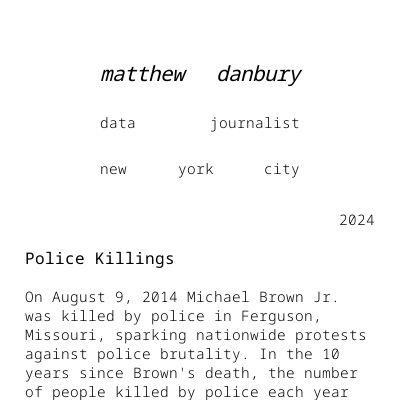 matthew danbury
data journalist
new york city
2024
Police Killings
On August 9, 2014 Michael Brown Jr.
was killed by police in Ferguson,
Missouri, sparking nationwide protests
against police brutality. In the 10
years since Brown's death, the number
of people killed by police each year